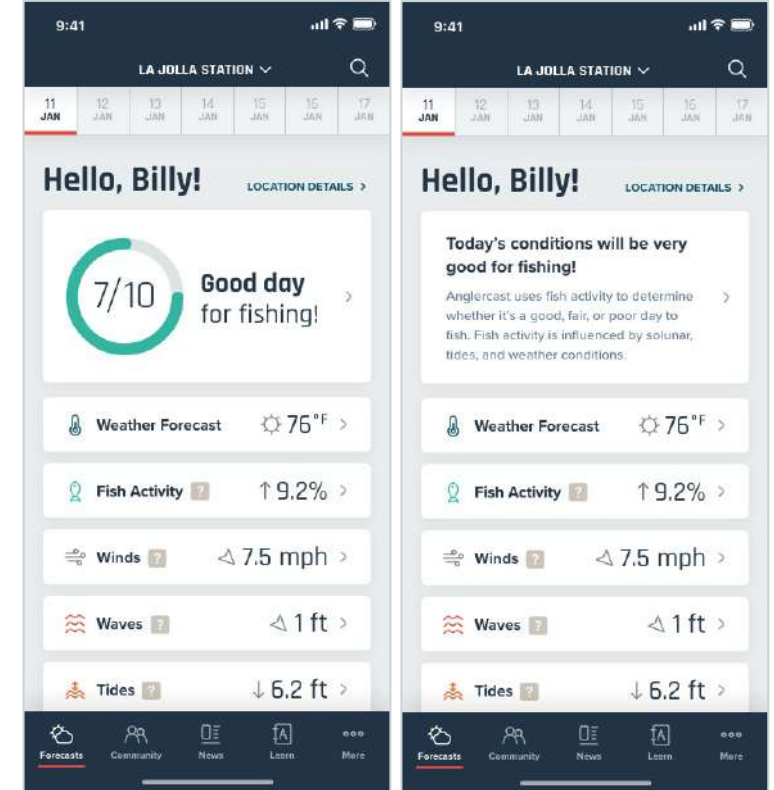 9:41
LA JOLLA STATION
11 12 13 14 15 16 17
JAN JAN JAN JAN JAN JAN JAN
Hello, Billy!
LOCATION DETAILS >
7/10
Good day
for fishing!
Weather Forecast 76°F
Fish Activity ? ↑ 9.2%
Winds ? 7.5 mph
Waves ? 1 ft
Tides ? ↓ 6.2 ft
Forecasts Community News Learn More
9:41
LA JOLLA STATION
11 12 13 14 15 16 17
JAN JAN JAN JAN JAN JAN JAN
Hello, Billy!
LOCATION DETAILS >
Today's conditions will be very
good for fishing!
Anglercast uses fish activity to determine
whether it's a good, fair, or poor day to
fish. Fish activity is influenced by solunar,
tides, and weather conditions.
Weather Forecast 76°F
Fish Activity ? ↑ 9.2%
Winds ? 7.5 mph
Waves ? 1 ft
Tides ? ↓ 6.2 ft
Forecasts Community News Learn More